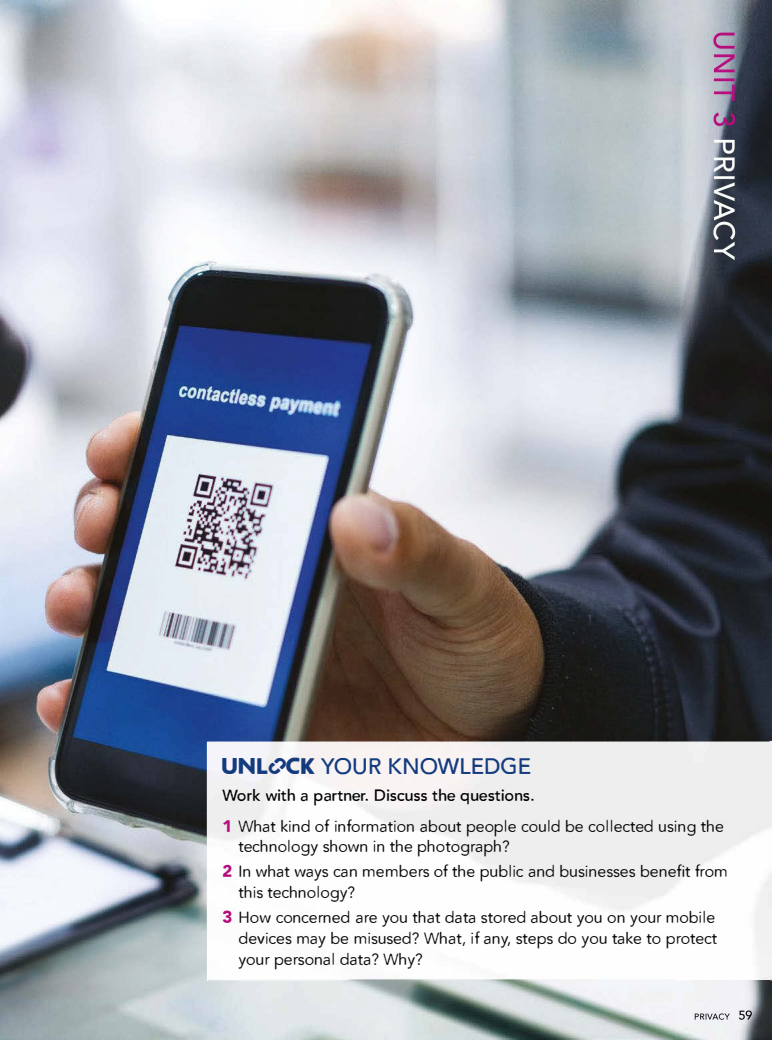 UNIT 3 PRIVACY
contactless payment
UNLOCK YOUR KNOWLEDGE
Work with a partner. Discuss the questions.
1 What kind of information about people could be collected using the
technology shown in the photograph?
2 In what ways can members of the public and businesses benefit from
this technology?
3 How concerned are you that data stored about you on your mobile
devices may be misused? What, if any, steps do you take to protect
your personal data? Why?
PRIVACY 59